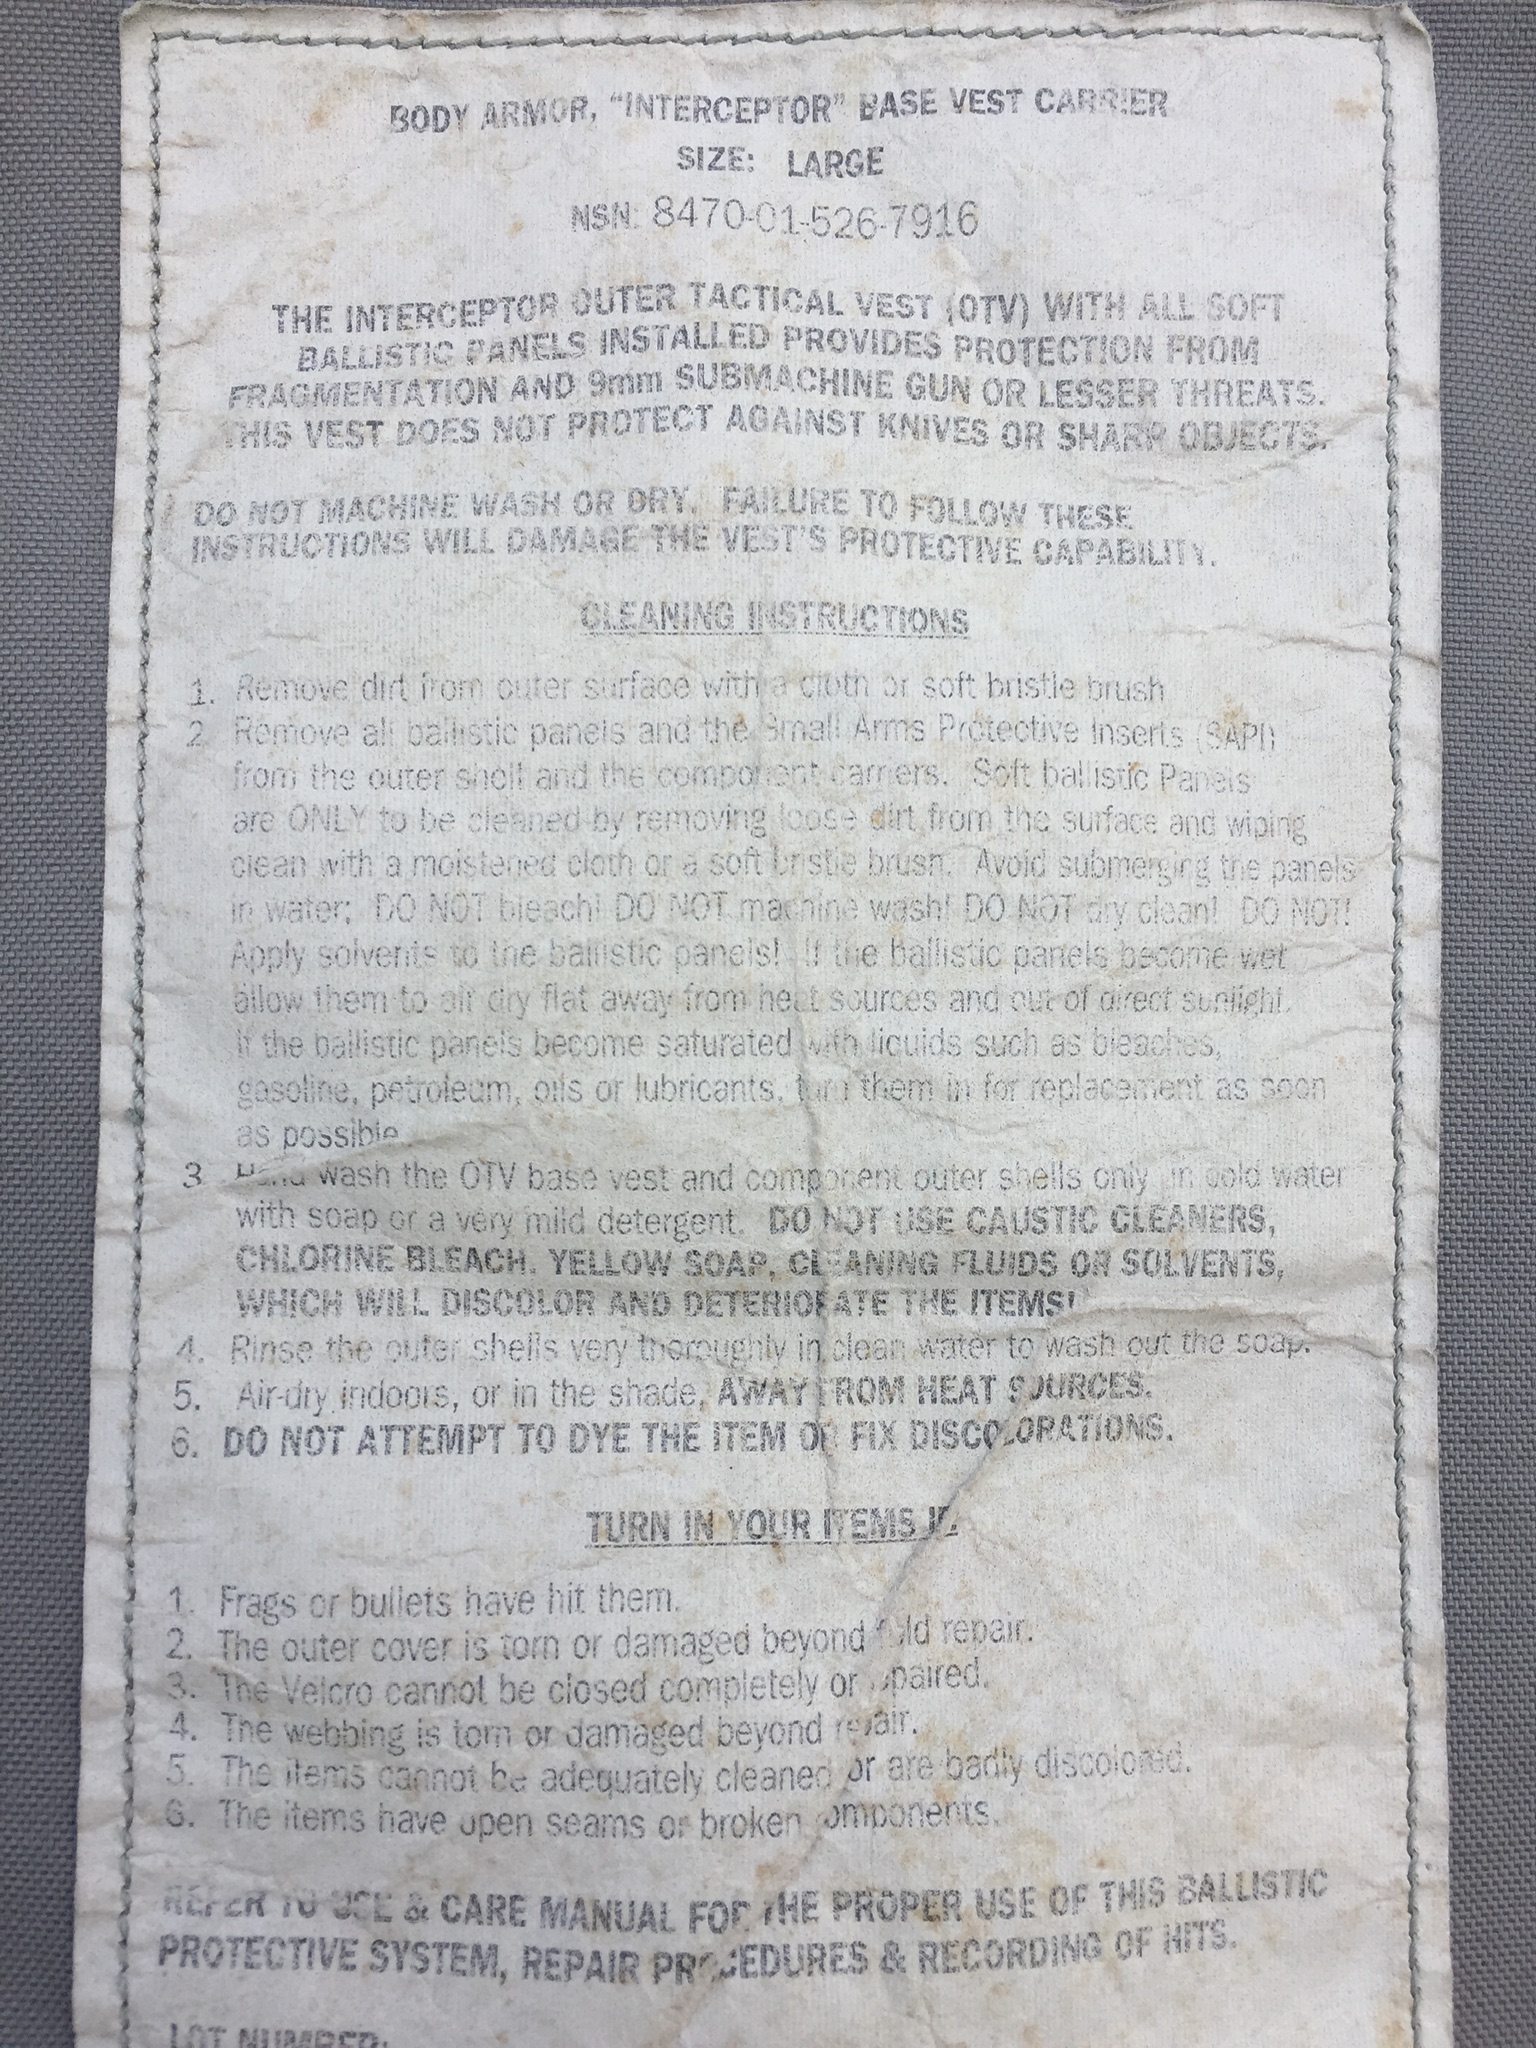 BODY ARMOR, "INTERCEPTOR" BASE VEST CARRIER
SIZE: LARGE
NSN: 8470-01-526-7916
THE INTERCEPTOR OUTER TACTICAL VEST (OTV) WITH ALL SOFT
BALLISTIC PANELS INSTALLED PROVIDES PROTECTION FROM
FRAGMENTATION AND 9mm SUBMACHINE GUN OR LESSER THREATS.
THIS VEST DOES NOT PROTECT AGAINST KNIVES OR SHARP OBJECTS.
DO NOT MACHINE WASH OR DRY. FAILURE TO FOLLOW THESE
INSTRUCTIONS WILL DAMAGE THE VEST'S PROTECTIVE CAPABILITY.
CLEANING INSTRUCTIONS
1. Remove dirt from outer surface with a cloth or soft bristle brush
2 Remove all ballistic panels and the Small Arms Protective Inserts (SAPI)
from the outer shell and the component carriers. Soft ballistic Panels
are ONLY to be cleaned by removing loose dirt from the surface and wiping
clean with a moistened cloth or a soft bristle brush. Avoid submerging the panels
in water; DO NOT bleach! DO NOT machine wash! DO NOT dry clean! DO NOT!
Apply solvents to the ballistic panels! If the ballistic panels become wet
allow them to air dry flat away from heat sources and out of direct sunlight.
If the ballistic panels become saturated with liquids such as bleaches,
gasoline, petroleum, oils or lubricants, turn them in for replacement as soon
as possible.
3 Hand wash the OTV base vest and component outer shells only in cold water
with soap or a very mild detergent. DO NOT USE CAUSTIC CLEANERS,
CHLORINE BLEACH. YELLOW SOAP, CLEANING FLUIDS OR SOLVENTS,
WHICH WILL DISCOLOR AND DETERIORATE THE ITEMS!
4. Rinse the outer shells very thoroughly in clean water to wash out the soap.
5. Air-dry indoors, or in the shade, AWAY FROM HEAT SOURCES.
6. DO NOT ATTEMPT TO DYE THE ITEM OR FIX DISCOLORATIONS.
TURN IN YOUR ITEMS IF
1. Frags or bullets have hit them.
2. The outer cover is torn or damaged beyond field repair.
3. The Velcro cannot be closed completely or repaired.
4. The webbing is torn or damaged beyond repair.
5. The items cannot be adequately cleaned or are badly discolored.
6. The items have open seams or broken components.
REFER TO USE & CARE MANUAL FOR THE PROPER USE OF THIS BALLISTIC
PROTECTIVE SYSTEM, REPAIR PROCEDURES & RECORDING OF HITS.
LOT NUMBER: